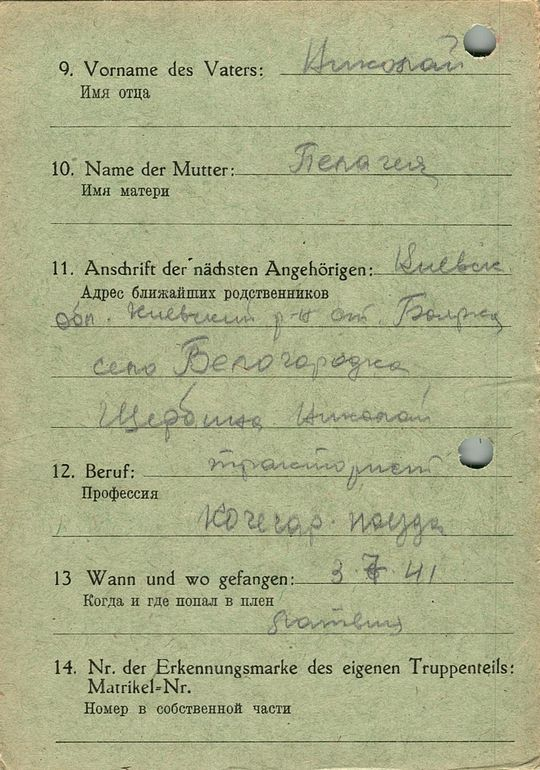 9. Vorname des Vaters: Николай
Имя отца
10. Name der Mutter: Пелагея
Имя матери
11. Anschrift der nächsten Angehörigen: Киевск
Адрес ближайших родственников
обл. Киевский р-н ст. Боярка
село Белогородка
Щербина Николай
12. Beruf: тракторист
Профессия
Кочегар поезда
13 Wann und wo gefangen: 3. 7. 41
Когда и где попал в плен
14. Nr. der Erkennungsmarke des eigenen Truppenteils:
Matrikel-Nr.
Номер в собственной части